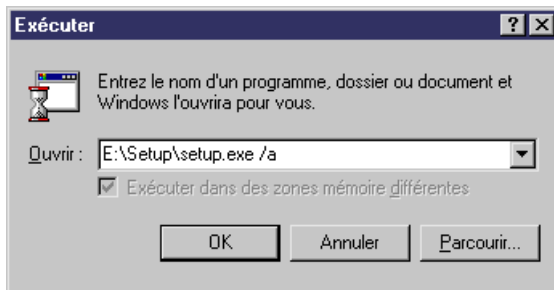 Exécuter
Entrez le nom d'un programme, dossier ou document et
Windows l'ouvrira pour vous.
Ouvrir : E:\Setup\setup.exe /a
Exécuter dans des zones mémoire différentes
OK Annuler Parcourir...